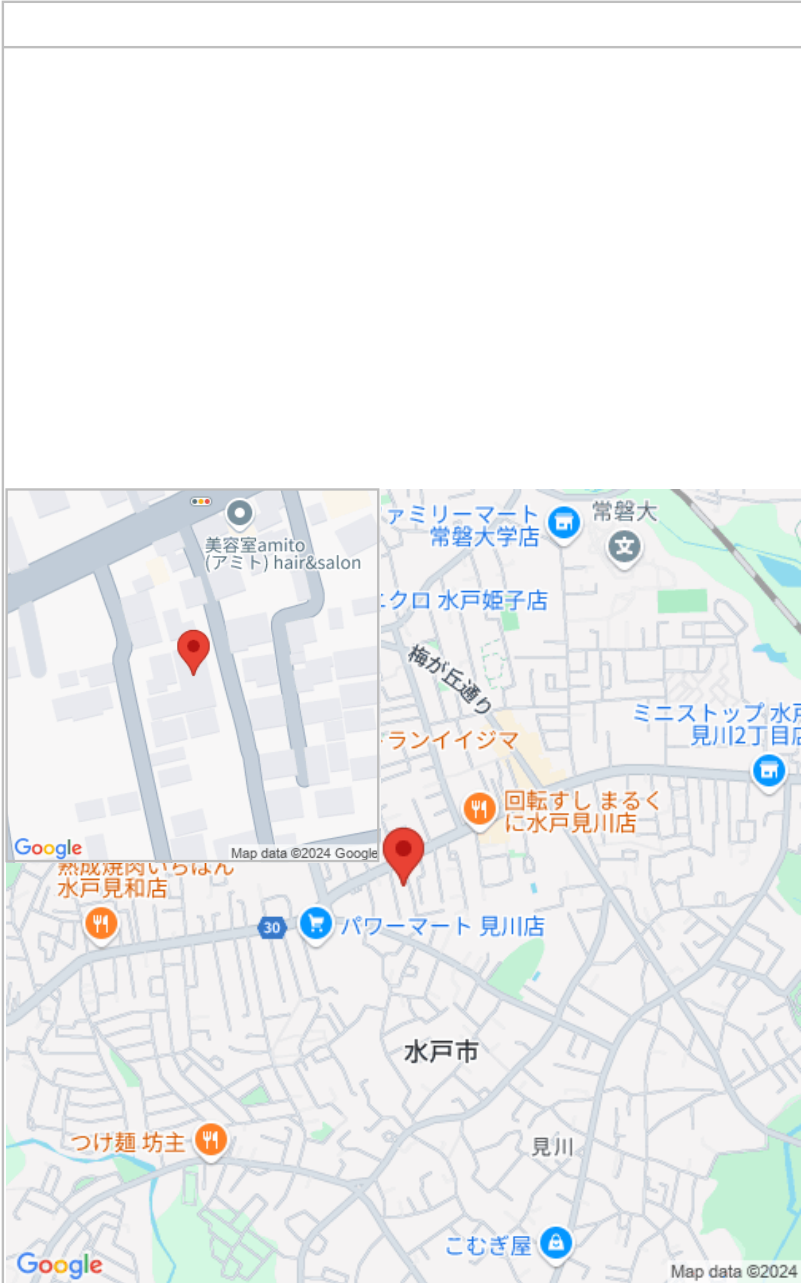 美容室amito
(アミト) hair&salon
Google
Map data ©2024 Google
ァミリーマート
常磐大学店
常磐大
クロ 水戸姫子店
梅が丘通り
ランイイジマ
ミニストップ 水戸
見川2丁目店
回転すし まるく
に水戸見川店
熟成焼肉いちばん
水戸見和店
30
パワーマート 見川店
水戸市
つけ麺 坊主
見川
こむぎ屋
Google
Map data ©2024